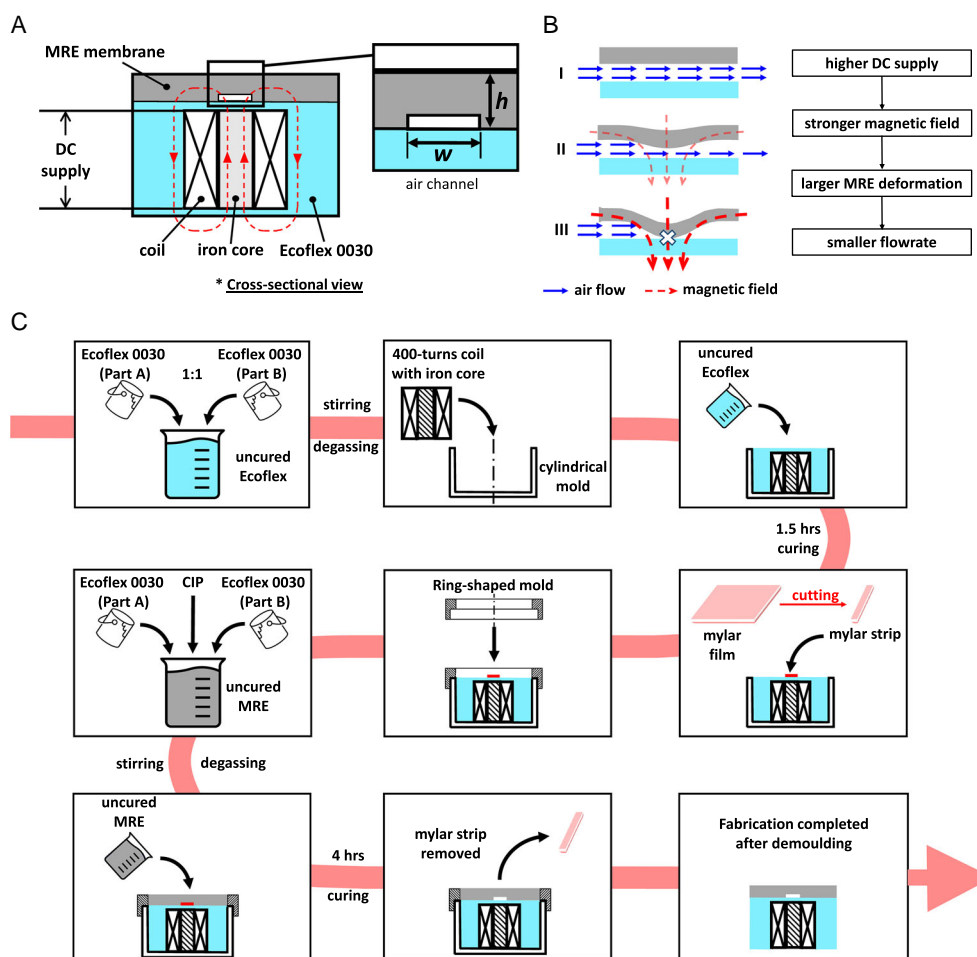 A
MRE membrane
DC
supply
coil
iron core
Ecoflex 0030
* Cross-sectional view
h
w
air channel
B
I
II
III
air flow
magnetic field
higher DC supply
stronger magnetic field
larger MRE deformation
smaller flowrate
C
Ecoflex 0030
(Part A)
1:1
Ecoflex 0030
(Part B)
uncured
Ecoflex
stirring
degassing
400-turns coil
with iron core
cylindrical
mold
uncured
Ecoflex
1.5 hrs
curing
Ecoflex 0030
(Part A)
CIP
Ecoflex 0030
(Part B)
uncured
MRE
Ring-shaped mold
cutting
mylar
film
mylar strip
stirring
degassing
uncured
MRE
4 hrs
curing
mylar strip
removed
Fabrication completed
after demoulding